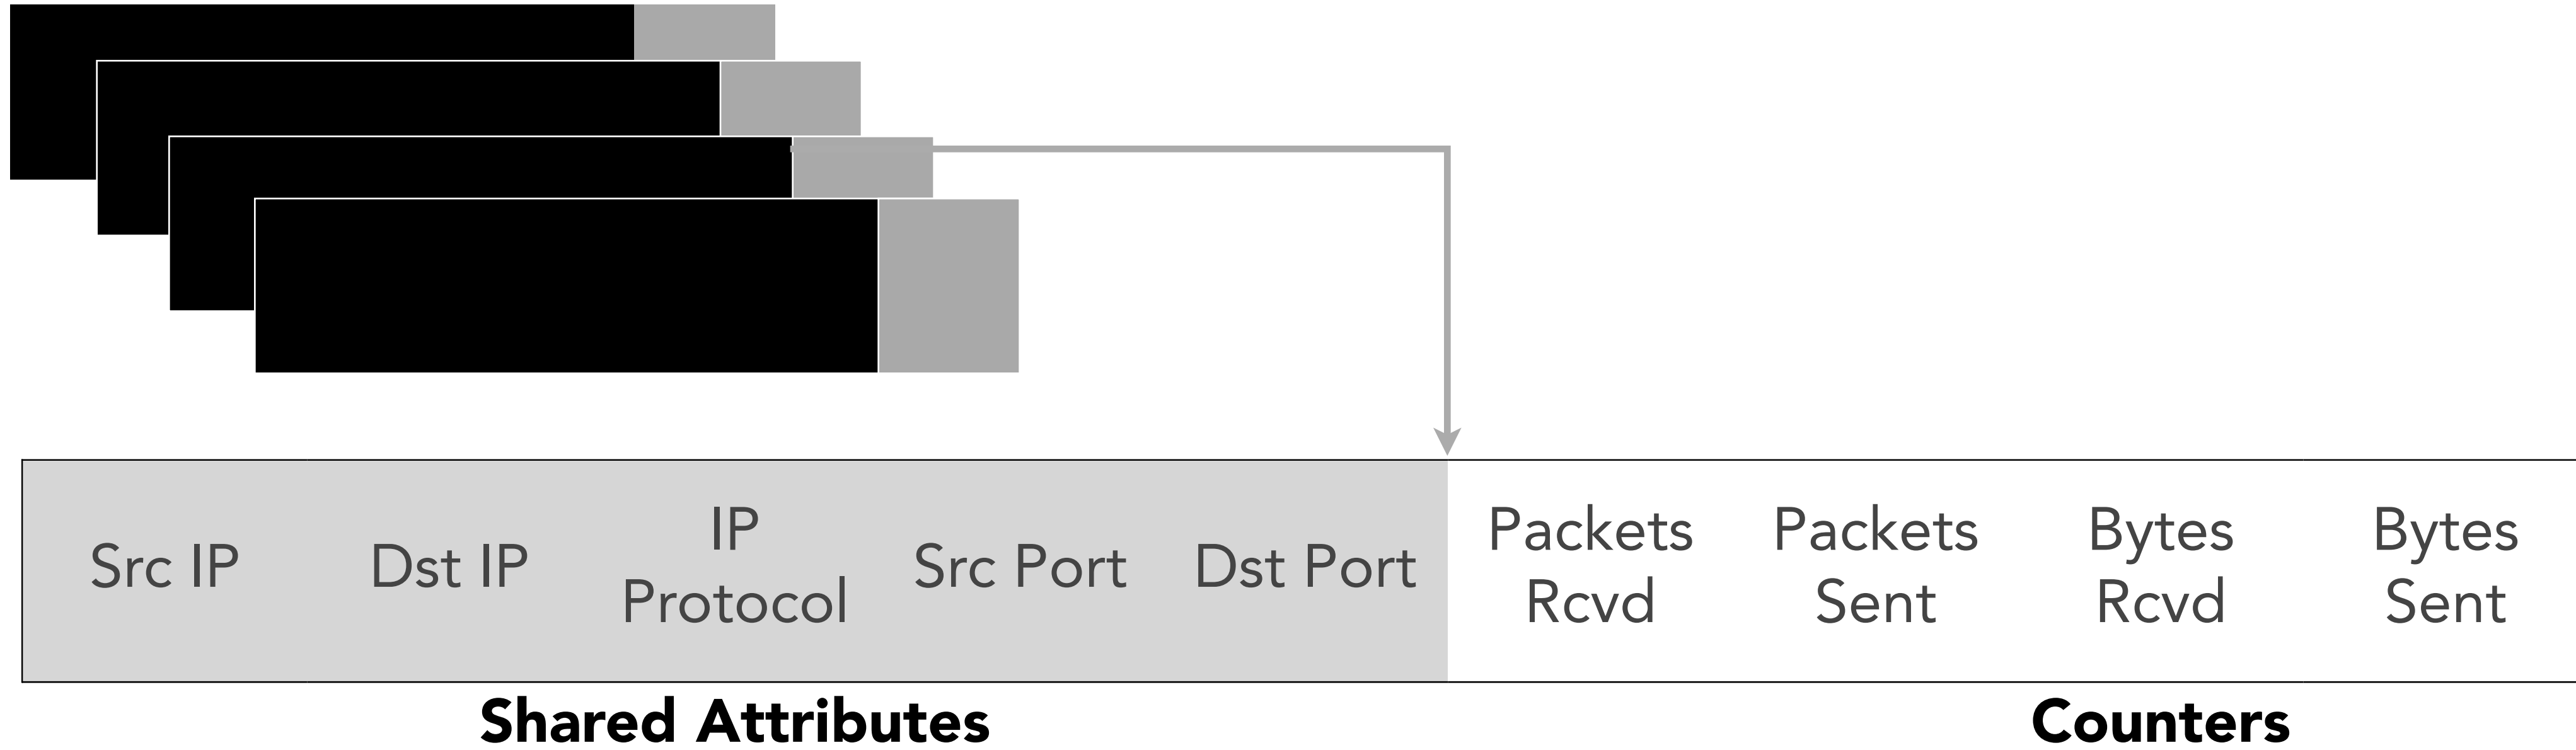 Src IP
Dst IP
IP
Protocol
Src Port
Dst Port
Packets
Rcvd
Packets
Sent
Bytes
Rcvd
Bytes
Sent
Shared Attributes
Counters